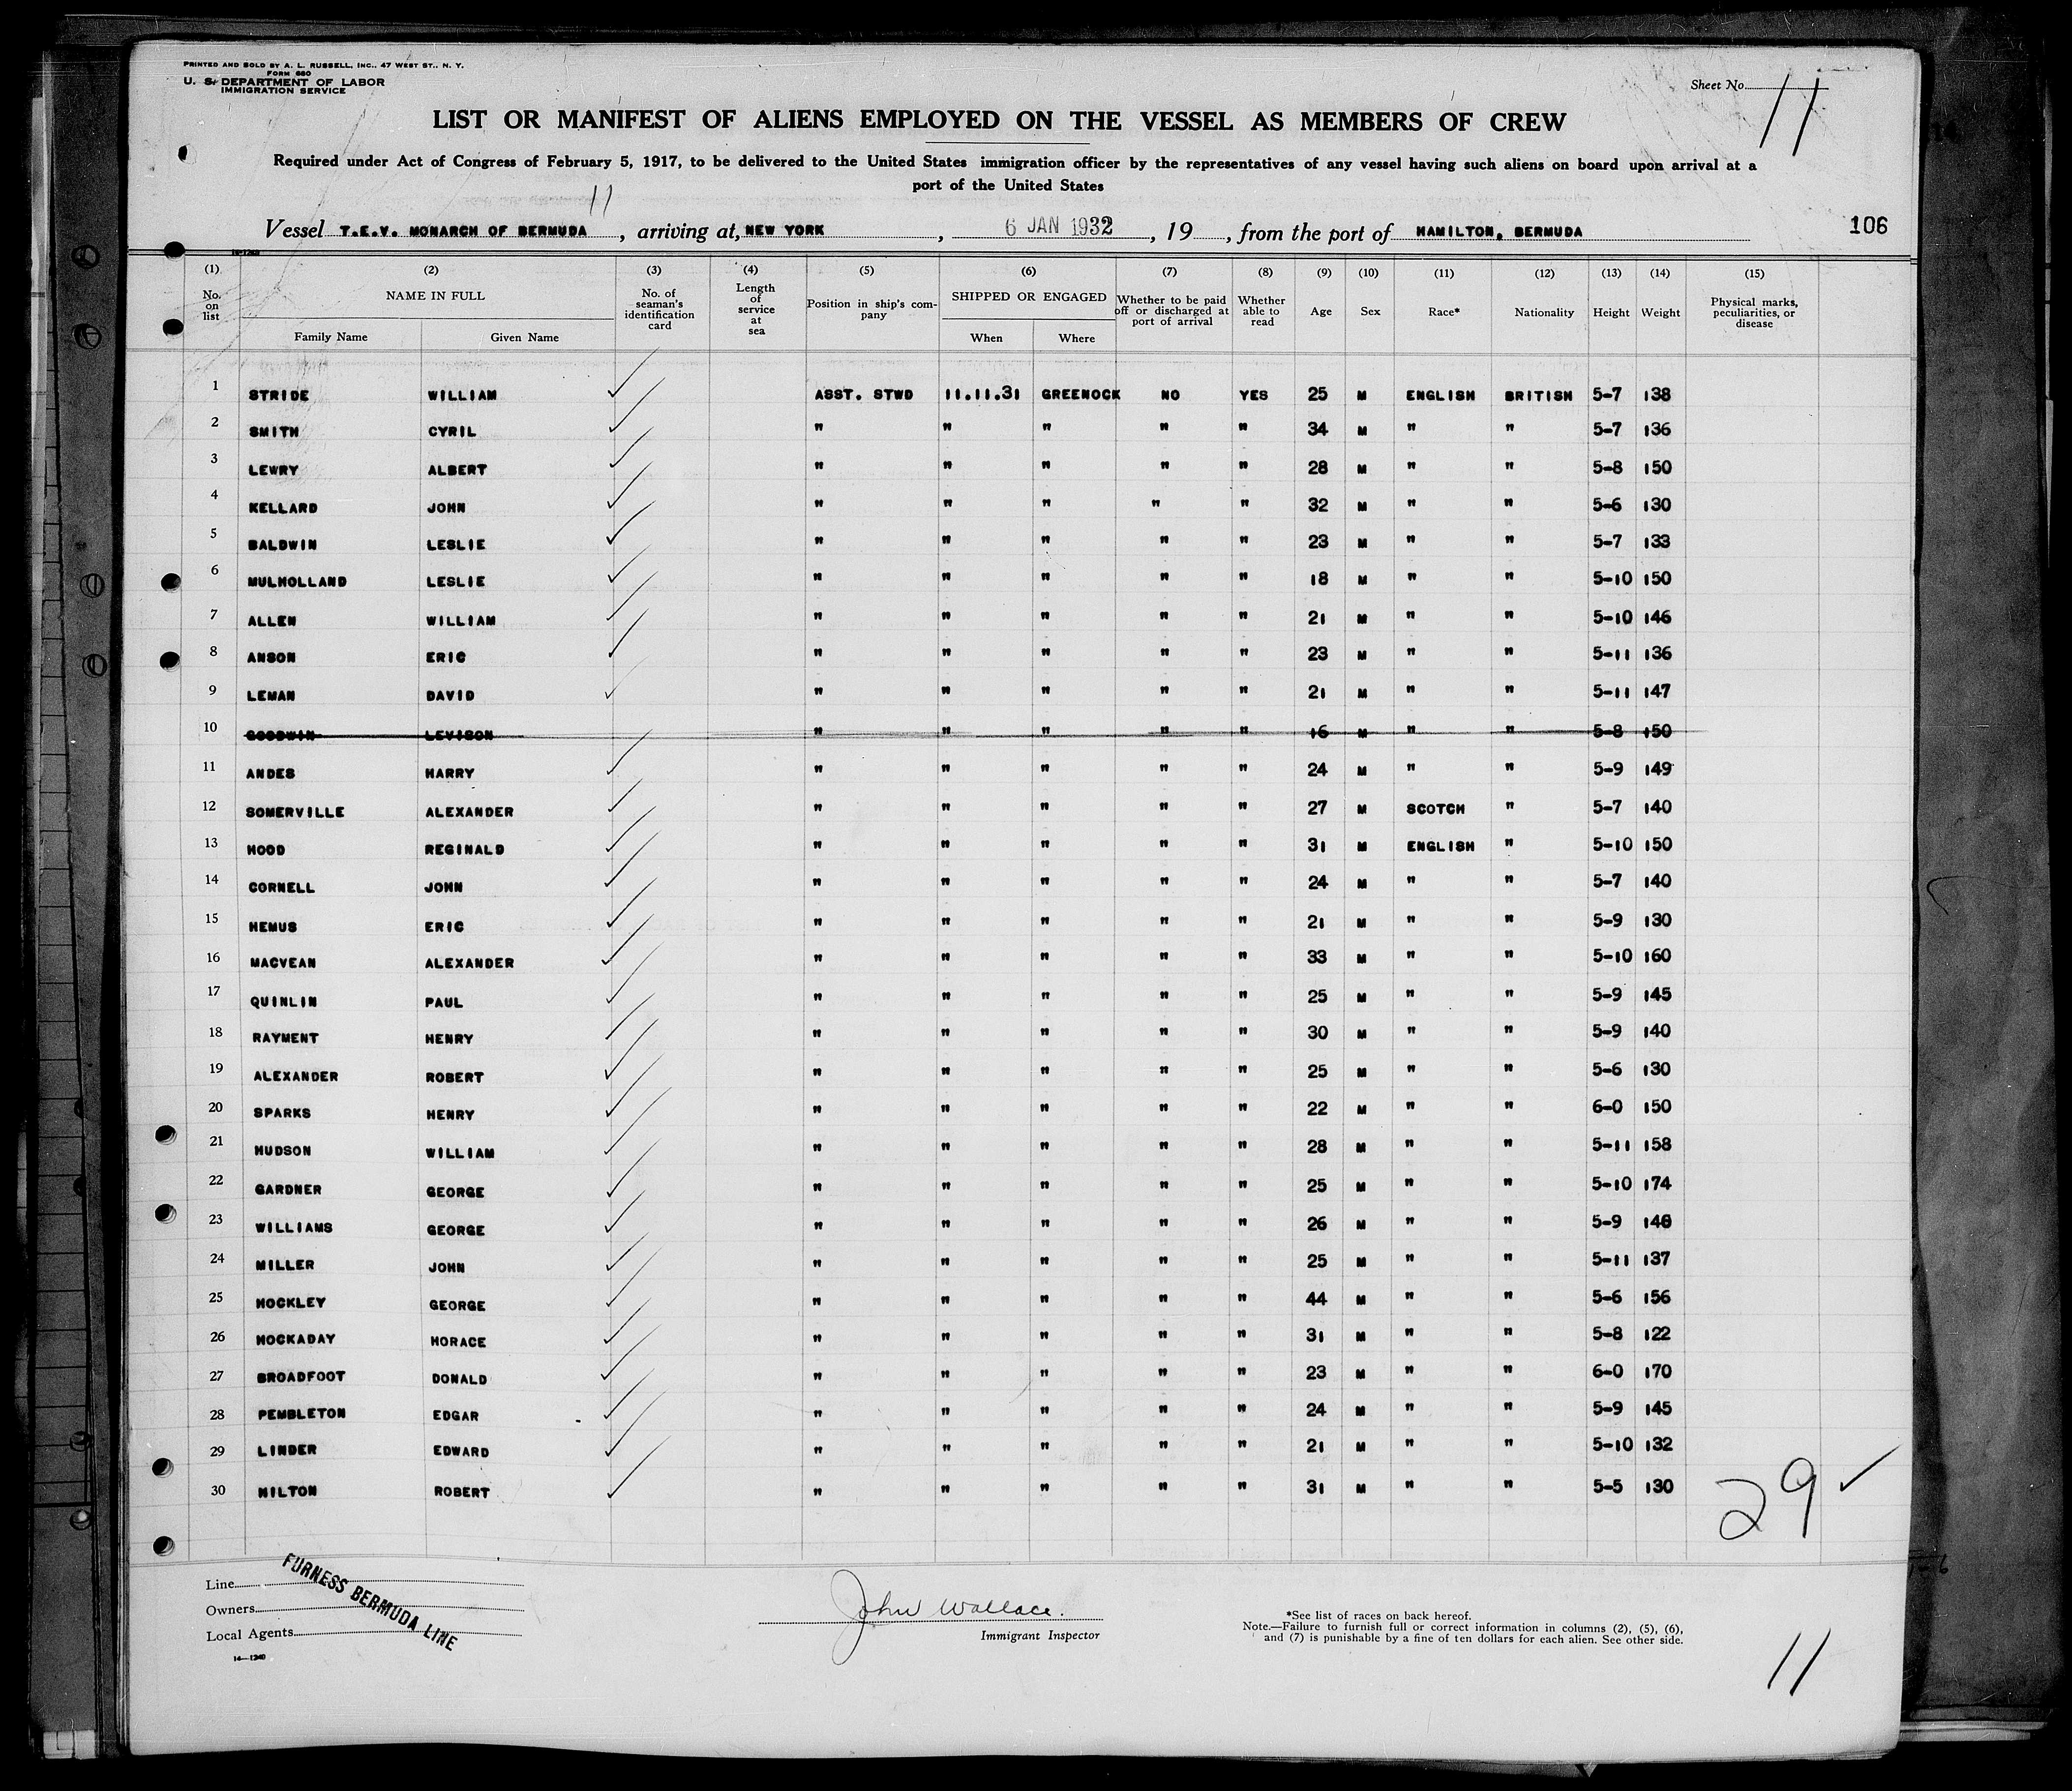 PRINTED AND SOLD BY A. L. RUSSELL, INC., 47 WEST ST., N. Y.
FORM 680
U. S. DEPARTMENT OF LABOR
IMMIGRATION SERVICE
Sheet No. 11
LIST OR MANIFEST OF ALIENS EMPLOYED ON THE VESSEL AS MEMBERS OF CREW
Required under Act of Congress of February 5, 1917, to be delivered to the United States immigration officer by the representatives of any vessel having such aliens on board upon arrival at a
port of the United States
11
Vessel T.E.V. MONARCH OF BERMUDA, arriving at, NEW YORK, 6 JAN 1932, 19, from the port of HAMILTON, BERMUDA 106
(1) (2) (3) (4) (5) (6) (7) (8) (9) (10) (11) (12) (13) (14) (15)
No. on list NAME IN FULL Family Name Given Name No. of seaman's identification card Length of service at sea Position in ship's company SHIPPED OR ENGAGED When Where Whether to be paid off or discharged at port of arrival Whether able to read Age Sex Race* Nationality Height Weight Physical marks, peculiarities, or disease
1 STRIDE WILLIAM ✓ ASST. STWD 11.11.31 GREENOCK NO YES 25 M ENGLISH BRITISH 5-7 138
2 SMITH CYRIL ✓ " " " " " 34 M " " 5-7 136
3 LEWRY ALBERT ✓ " " " " " 28 M " " 5-8 150
4 KELLARD JOHN ✓ " " " " " 32 M " " 5-6 130
5 BALDWIN LESLIE ✓ " " " " " 23 M " " 5-7 133
6 MULHOLLAND LESLIE ✓ " " " " " 18 M " " 5-10 150
7 ALLEN WILLIAM ✓ " " " " " 21 M " " 5-10 146
8 ANSON ERIC ✓ " " " " " 23 M " " 5-11 136
9 LEMAN DAVID ✓ " " " " " 21 M " " 5-11 147
10 GOODWIN LEVISON " " " " " 16 M " " 5-8 150
11 ANDES HARRY ✓ " " " " " 24 M " " 5-9 149
12 SOMERVILLE ALEXANDER ✓ " " " " " 27 M SCOTCH " 5-7 140
13 HOOD REGINALD ✓ " " " " " 31 M ENGLISH " 5-10 150
14 CORNELL JOHN ✓ " " " " " 24 M " " 5-7 140
15 HEMUS ERIC ✓ " " " " " 21 M " " 5-9 130
16 MACVEAN ALEXANDER ✓ " " " " " 33 M " " 5-10 160
17 QUINLIN PAUL ✓ " " " " " 25 M " " 5-9 145
18 RAYMENT HENRY ✓ " " " " " 30 M " " 5-9 140
19 ALEXANDER ROBERT ✓ " " " " " 25 M " " 5-6 130
20 SPARKS HENRY ✓ " " " " " 22 M " " 6-0 150
21 HUDSON WILLIAM ✓ " " " " " 28 M " " 5-11 158
22 GARDNER GEORGE ✓ " " " " " 25 M " " 5-10 174
23 WILLIAMS GEORGE ✓ " " " " " 26 M " " 5-9
24 MILLER JOHN ✓ " " " " " 25 M " " 5-11 137
25 HOCKLEY GEORGE ✓ " " " " " 44 M " " 5-6 156
26 HOCKADAY HORACE ✓ " " " " " 31 M " " 5-8 122
27 BROADFOOT DONALD ✓ " " " " " 23 M " " 6-0 170
28 PEMBLETON EDGAR ✓ " " " " " 24 M " " 5-9 145
29 LINDER EDWARD ✓ " " " " " 21 M " " 5-10 132
30 HILTON ROBERT ✓ " " " " " 31 M " " 5-5 130
29 ✓
Line
Owners
Local Agents
FURNESS BERMUDA LINE
14—1240
John Wallace.
Immigrant Inspector
*See list of races on back hereof.
Note.—Failure to furnish full or correct information in columns (2), (5), (6),
and (7) is punishable by a fine of ten dollars for each alien. See other side.
11